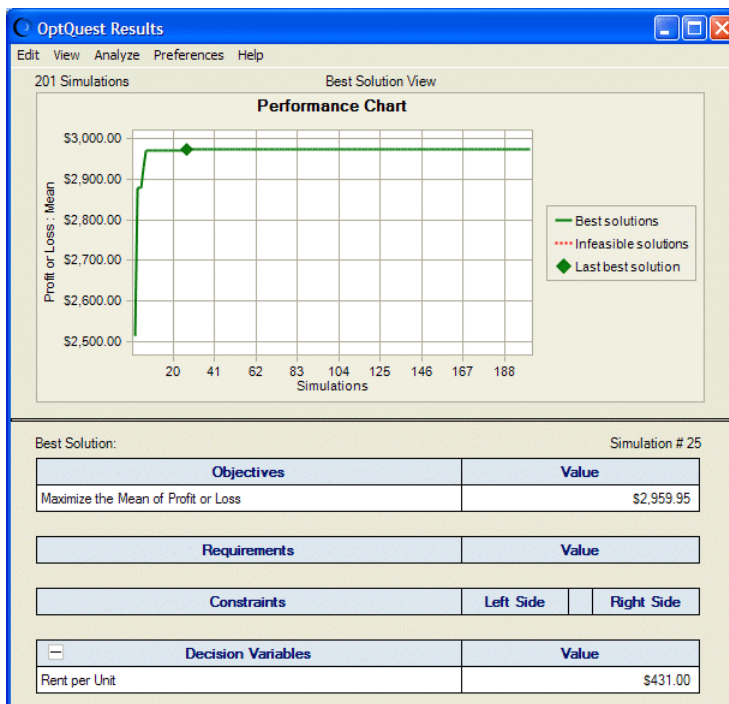 OptQuest Results
Edit View Analyze Preferences Help
201 Simulations Best Solution View
Performance Chart
Profit or Loss : Mean
$3,000.00
$2,900.00
$2,800.00
$2,700.00
$2,600.00
$2,500.00
20 41 62 83 104 125 146 167 188
Simulations
Best solutions
Infeasible solutions
Last best solution
Best Solution: Simulation # 25
Objectives Value
Maximize the Mean of Profit or Loss $2,959.95
Requirements Value
Constraints Left Side Right Side
Decision Variables Value
Rent per Unit $431.00